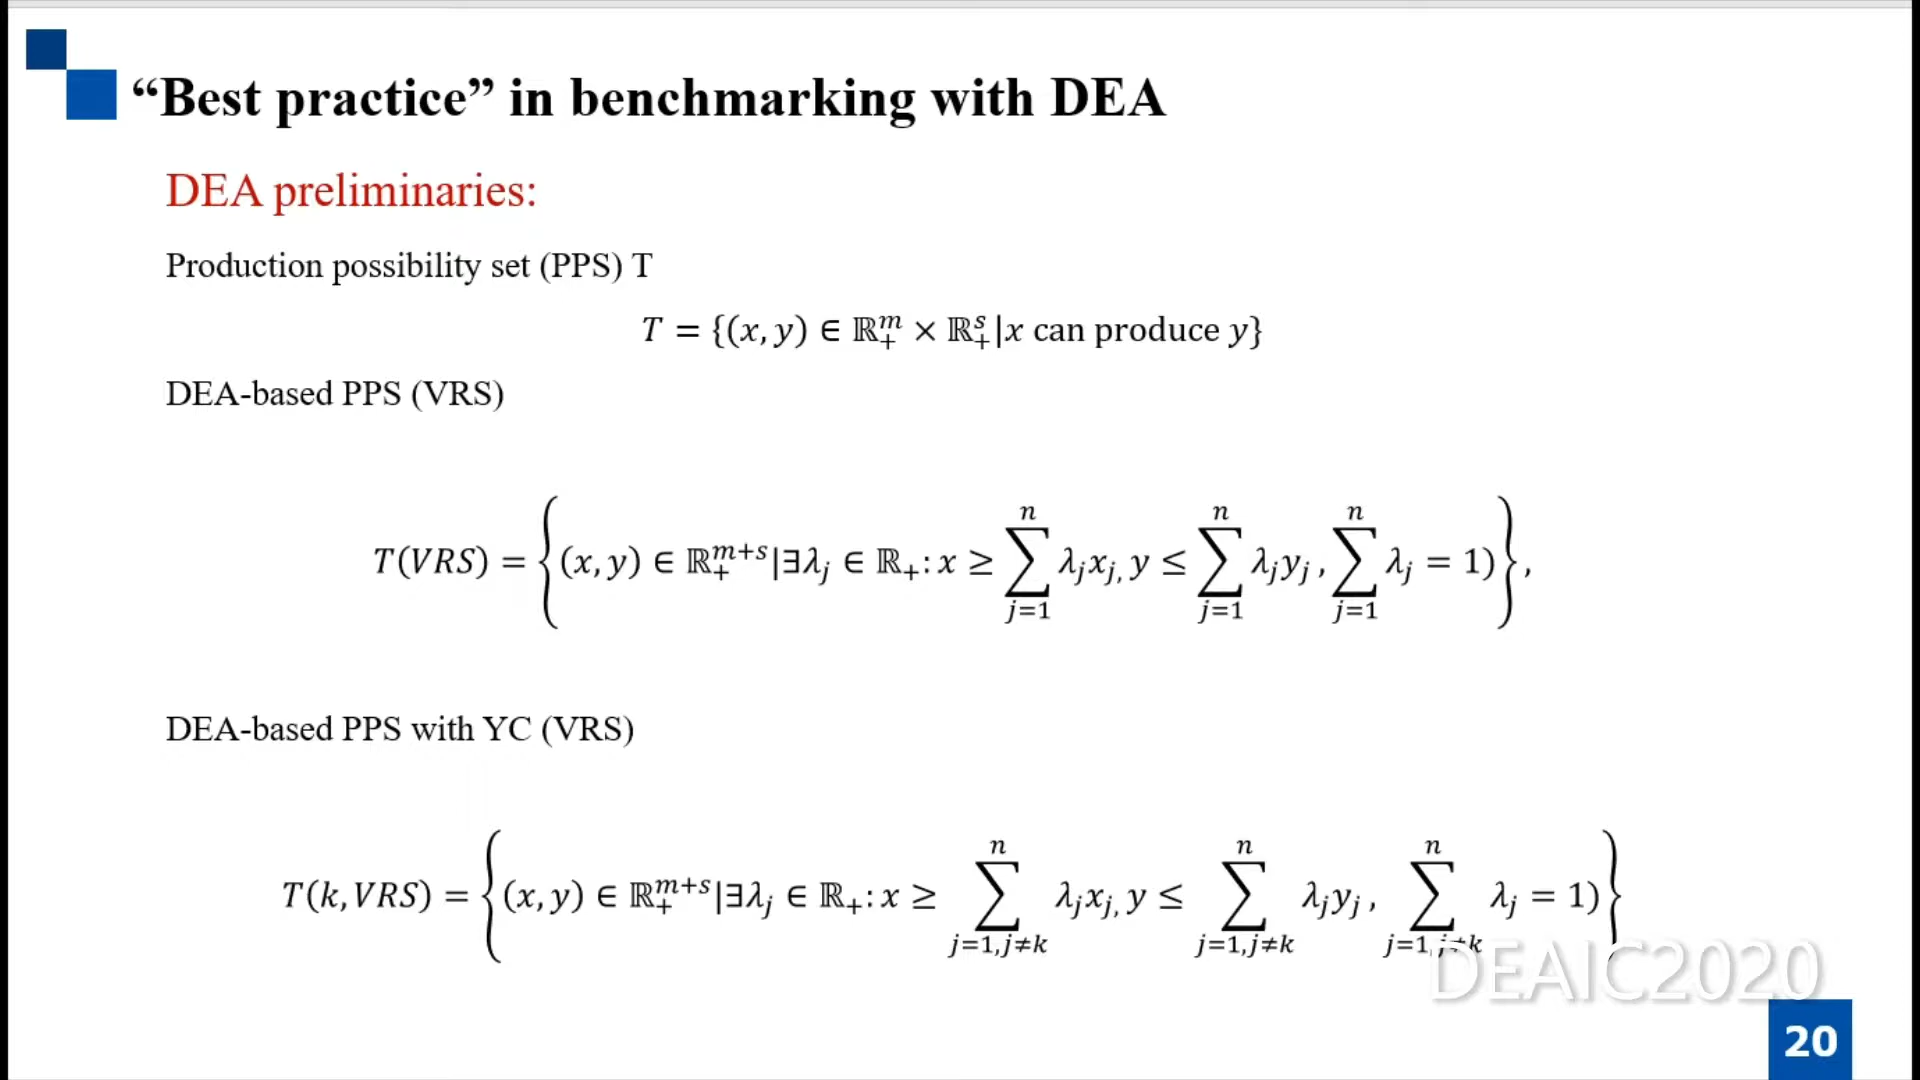 “Best practice” in benchmarking with DEA
DEA preliminaries:
Production possibility set (PPS) T
T = {(x, y) ∈ ℝ₊ᵐ × ℝ₊ˢ|x can produce y}
DEA-based PPS (VRS)
T(VRS) = {(x, y) ∈ ℝ₊ᵐ⁺ˢ|∃λⱼ ∈ ℝ₊: x ≥ ∑ⱼ₌₁ⁿ λⱼxⱼ, y ≤ ∑ⱼ₌₁ⁿ λⱼyⱼ, ∑ⱼ₌₁ⁿ λⱼ = 1)},
DEA-based PPS with YC (VRS)
T(k, VRS) = {(x, y) ∈ ℝ₊ᵐ⁺ˢ|∃λⱼ ∈ ℝ₊: x ≥ ∑_{j=1,j≠k}^{n} λⱼxⱼ, y ≤ ∑_{j=1,j≠k}^{n} λⱼyⱼ, ∑_{j=1,j≠k}^{n} λⱼ = 1)}
DEAIC2020
20